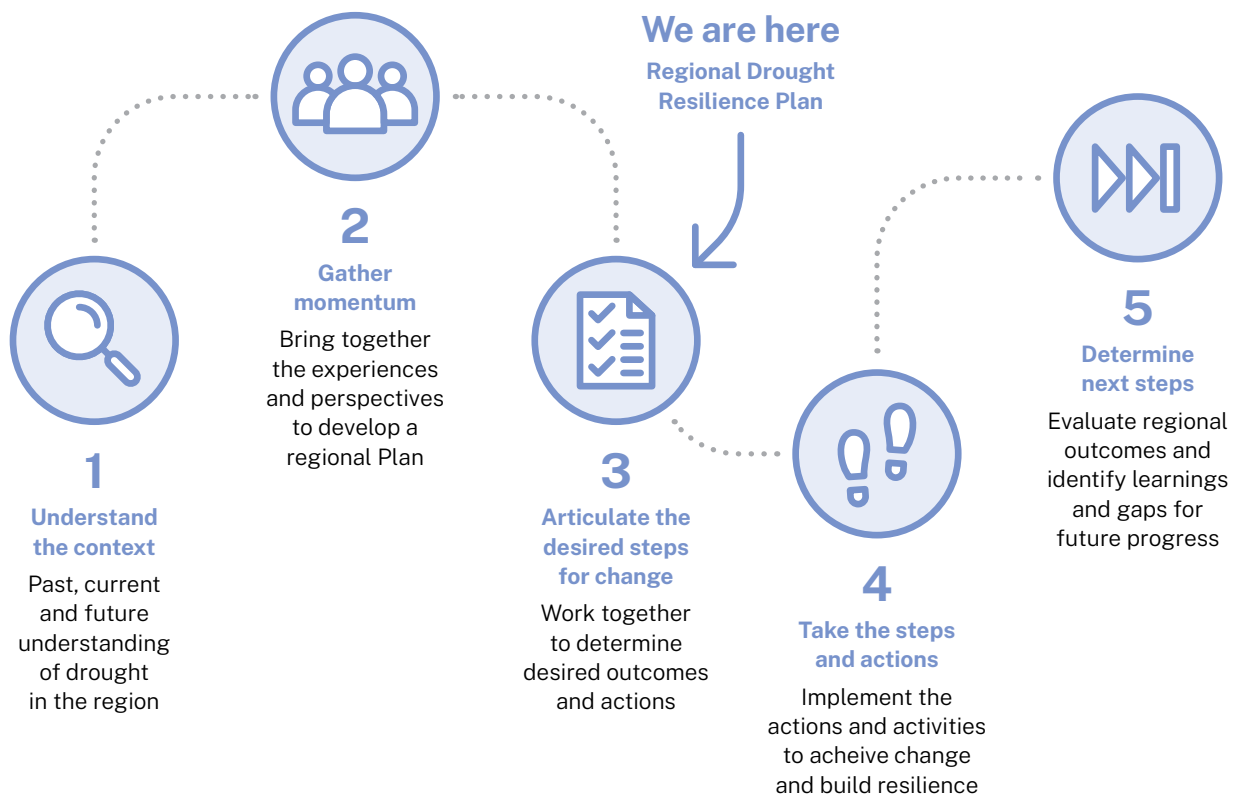 We are here
Regional Drought
Resilience Plan
1
Understand
the context
Past, current
and future
understanding
of drought
in the region
2
Gather
momentum
Bring together
the experiences
and perspectives
to develop a
regional Plan
3
Articulate the
desired steps
for change
Work together
to determine
desired outcomes
and actions
4
Take the steps
and actions
Implement the
actions and activities
to acheive change
and build resilience
5
Determine
next steps
Evaluate regional
outcomes and
identify learnings
and gaps for
future progress